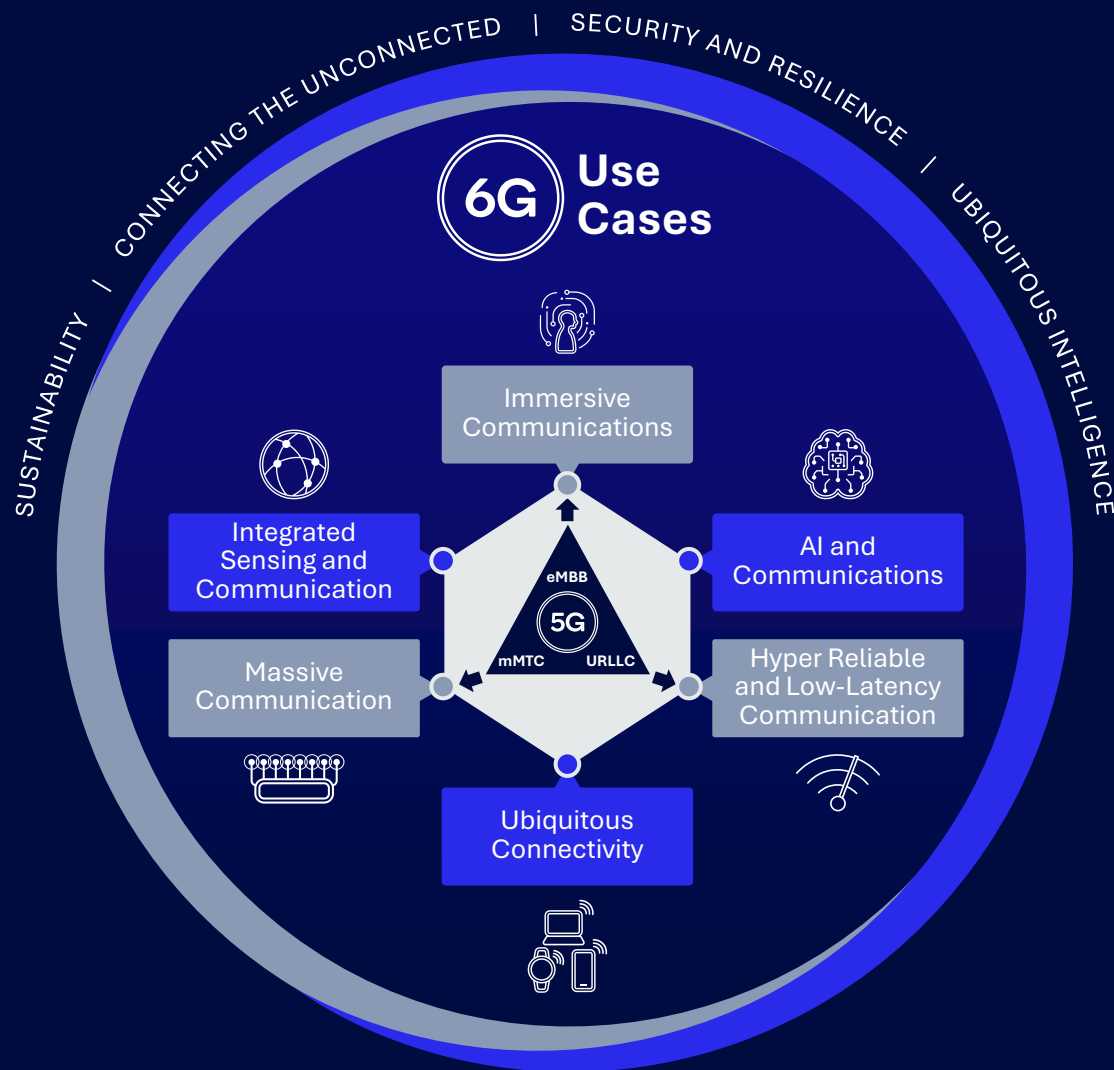 SUSTAINABILITY | CONNECTING THE UNCONNECTED | SECURITY AND RESILIENCE | UBIQUITOUS INTELLIGENCE
6G
Use
Cases
Immersive
Communications
Integrated
Sensing and
Communication
AI and
Communications
eMBB
5G
mMTC
URLLC
Massive
Communication
Hyper Reliable
and Low-Latency
Communication
Ubiquitous
Connectivity